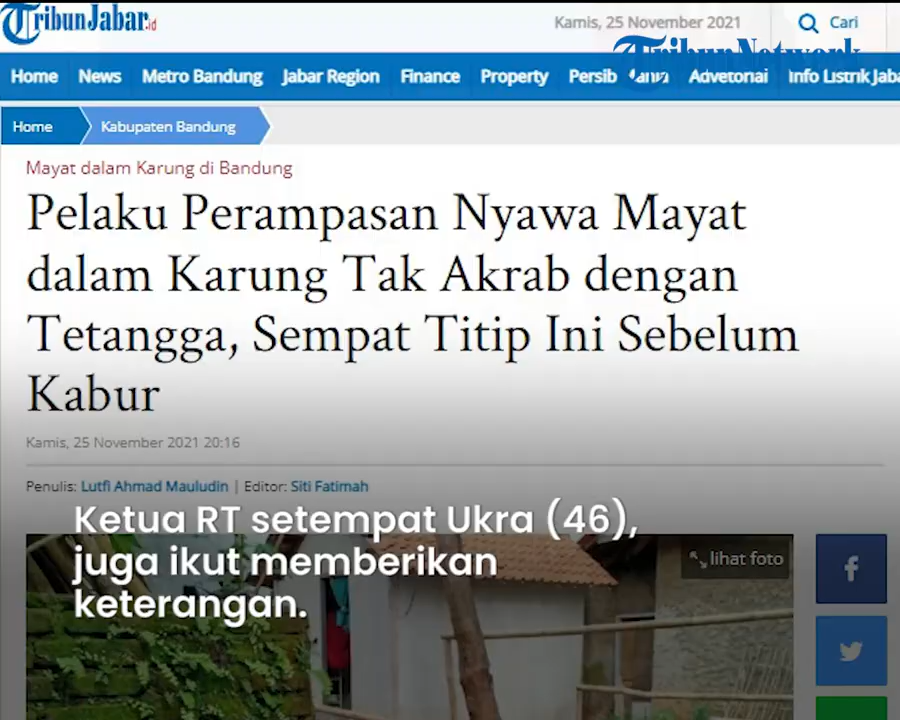 TribunJabar.id
Kamis, 25 November 2021
Cari
TribunNetwork
Home News Metro Bandung Jabar Region Finance Property Persib Advetorial Info Listrik Jaba
Home
Kabupaten Bandung
Mayat dalam Karung di Bandung
Pelaku Perampasan Nyawa Mayat
dalam Karung Tak Akrab dengan
Tetangga, Sempat Titip Ini Sebelum
Kabur
Kamis, 25 November 2021 20:16
Penulis: Lutfi Ahmad Mauludin | Editor: Siti Fatimah
Ketua RT setempat Ukra (46),
juga ikut memberikan
keterangan.
lihat foto